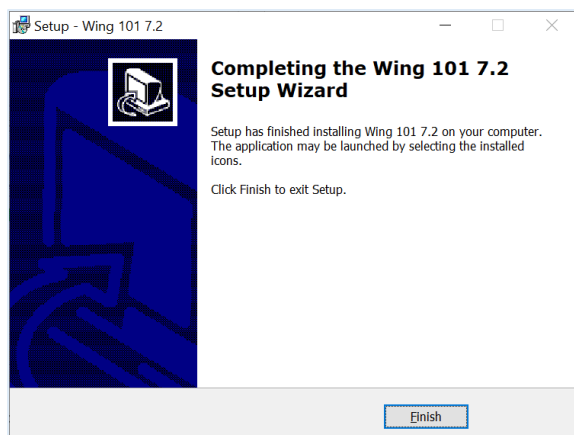 Setup - Wing 101 7.2
Completing the Wing 101 7.2
Setup Wizard
Setup has finished installing Wing 101 7.2 on your computer.
The application may be launched by selecting the installed
icons.
Click Finish to exit Setup.
Finish